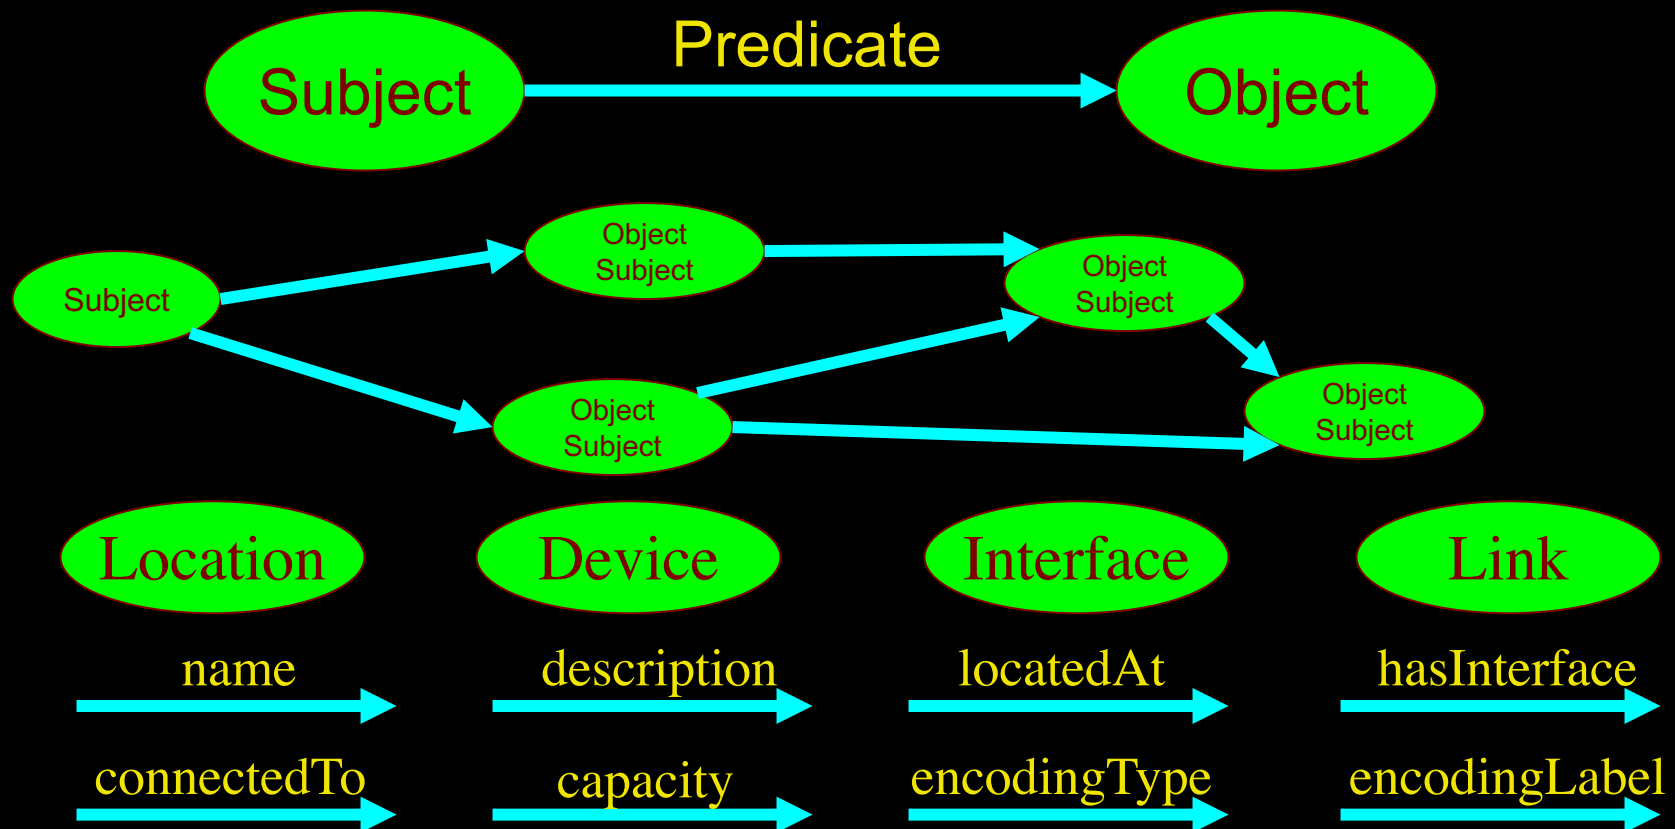 Predicate
Subject
Object
Object
Subject
Object
Subject
Subject
Object
Subject
Object
Subject
Location
Device
Interface
Link
name
description
locatedAt
hasInterface
connectedTo
capacity
encodingType
encodingLabel